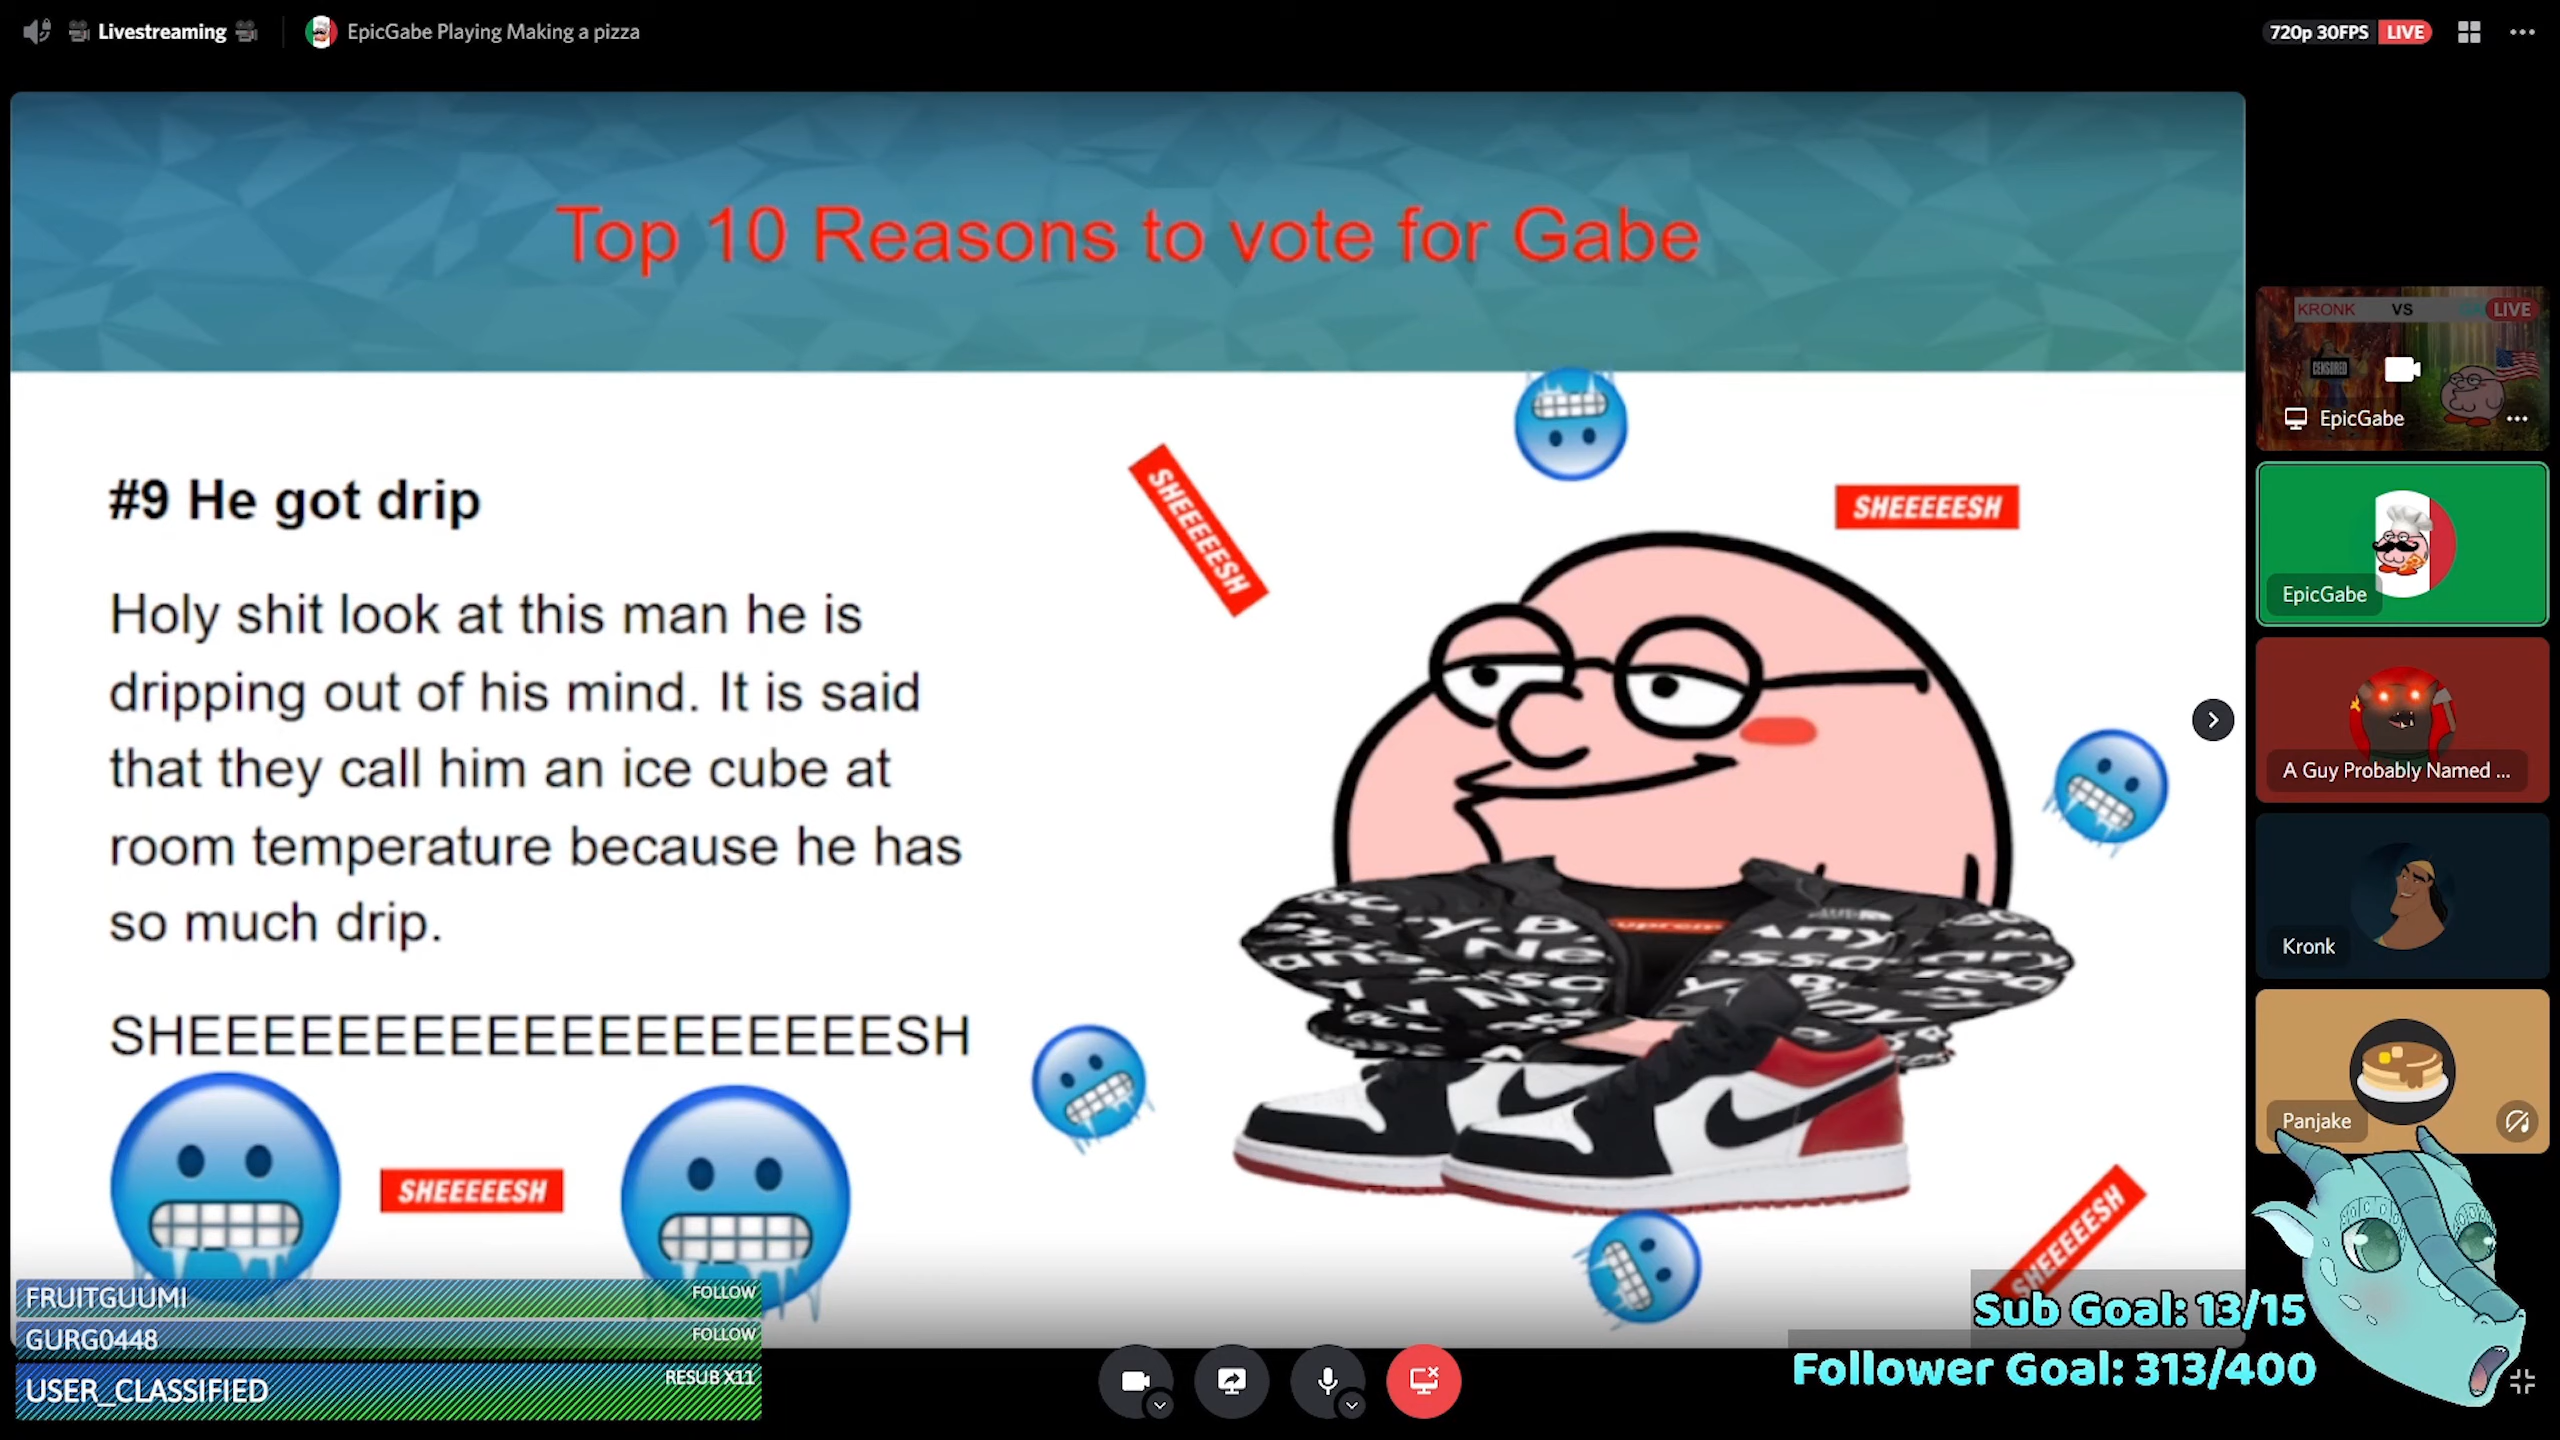 Livestreaming
EpicGabe Playing Making a pizza
720p 30FPS LIVE
Top 10 Reasons to vote for Gabe
#9 He got drip
Holy shit look at this man he is
dripping out of his mind. It is said
that they call him an ice cube at
room temperature because he has
so much drip.
SHEEEEEEEEEEEEEEEEEEESH
SHEEEEESH
SHEEEEESH
SHEEEEESH
SHEEEEESH
KRONK VS LIVE
CENSORED
EpicGabe
EpicGabe
A Guy Probably Named ...
Kronk
Panjake
FRUITGUUMI FOLLOW
GURG0448 FOLLOW
USER_CLASSIFIED RESUB X11
Sub Goal: 13/15
Follower Goal: 313/400